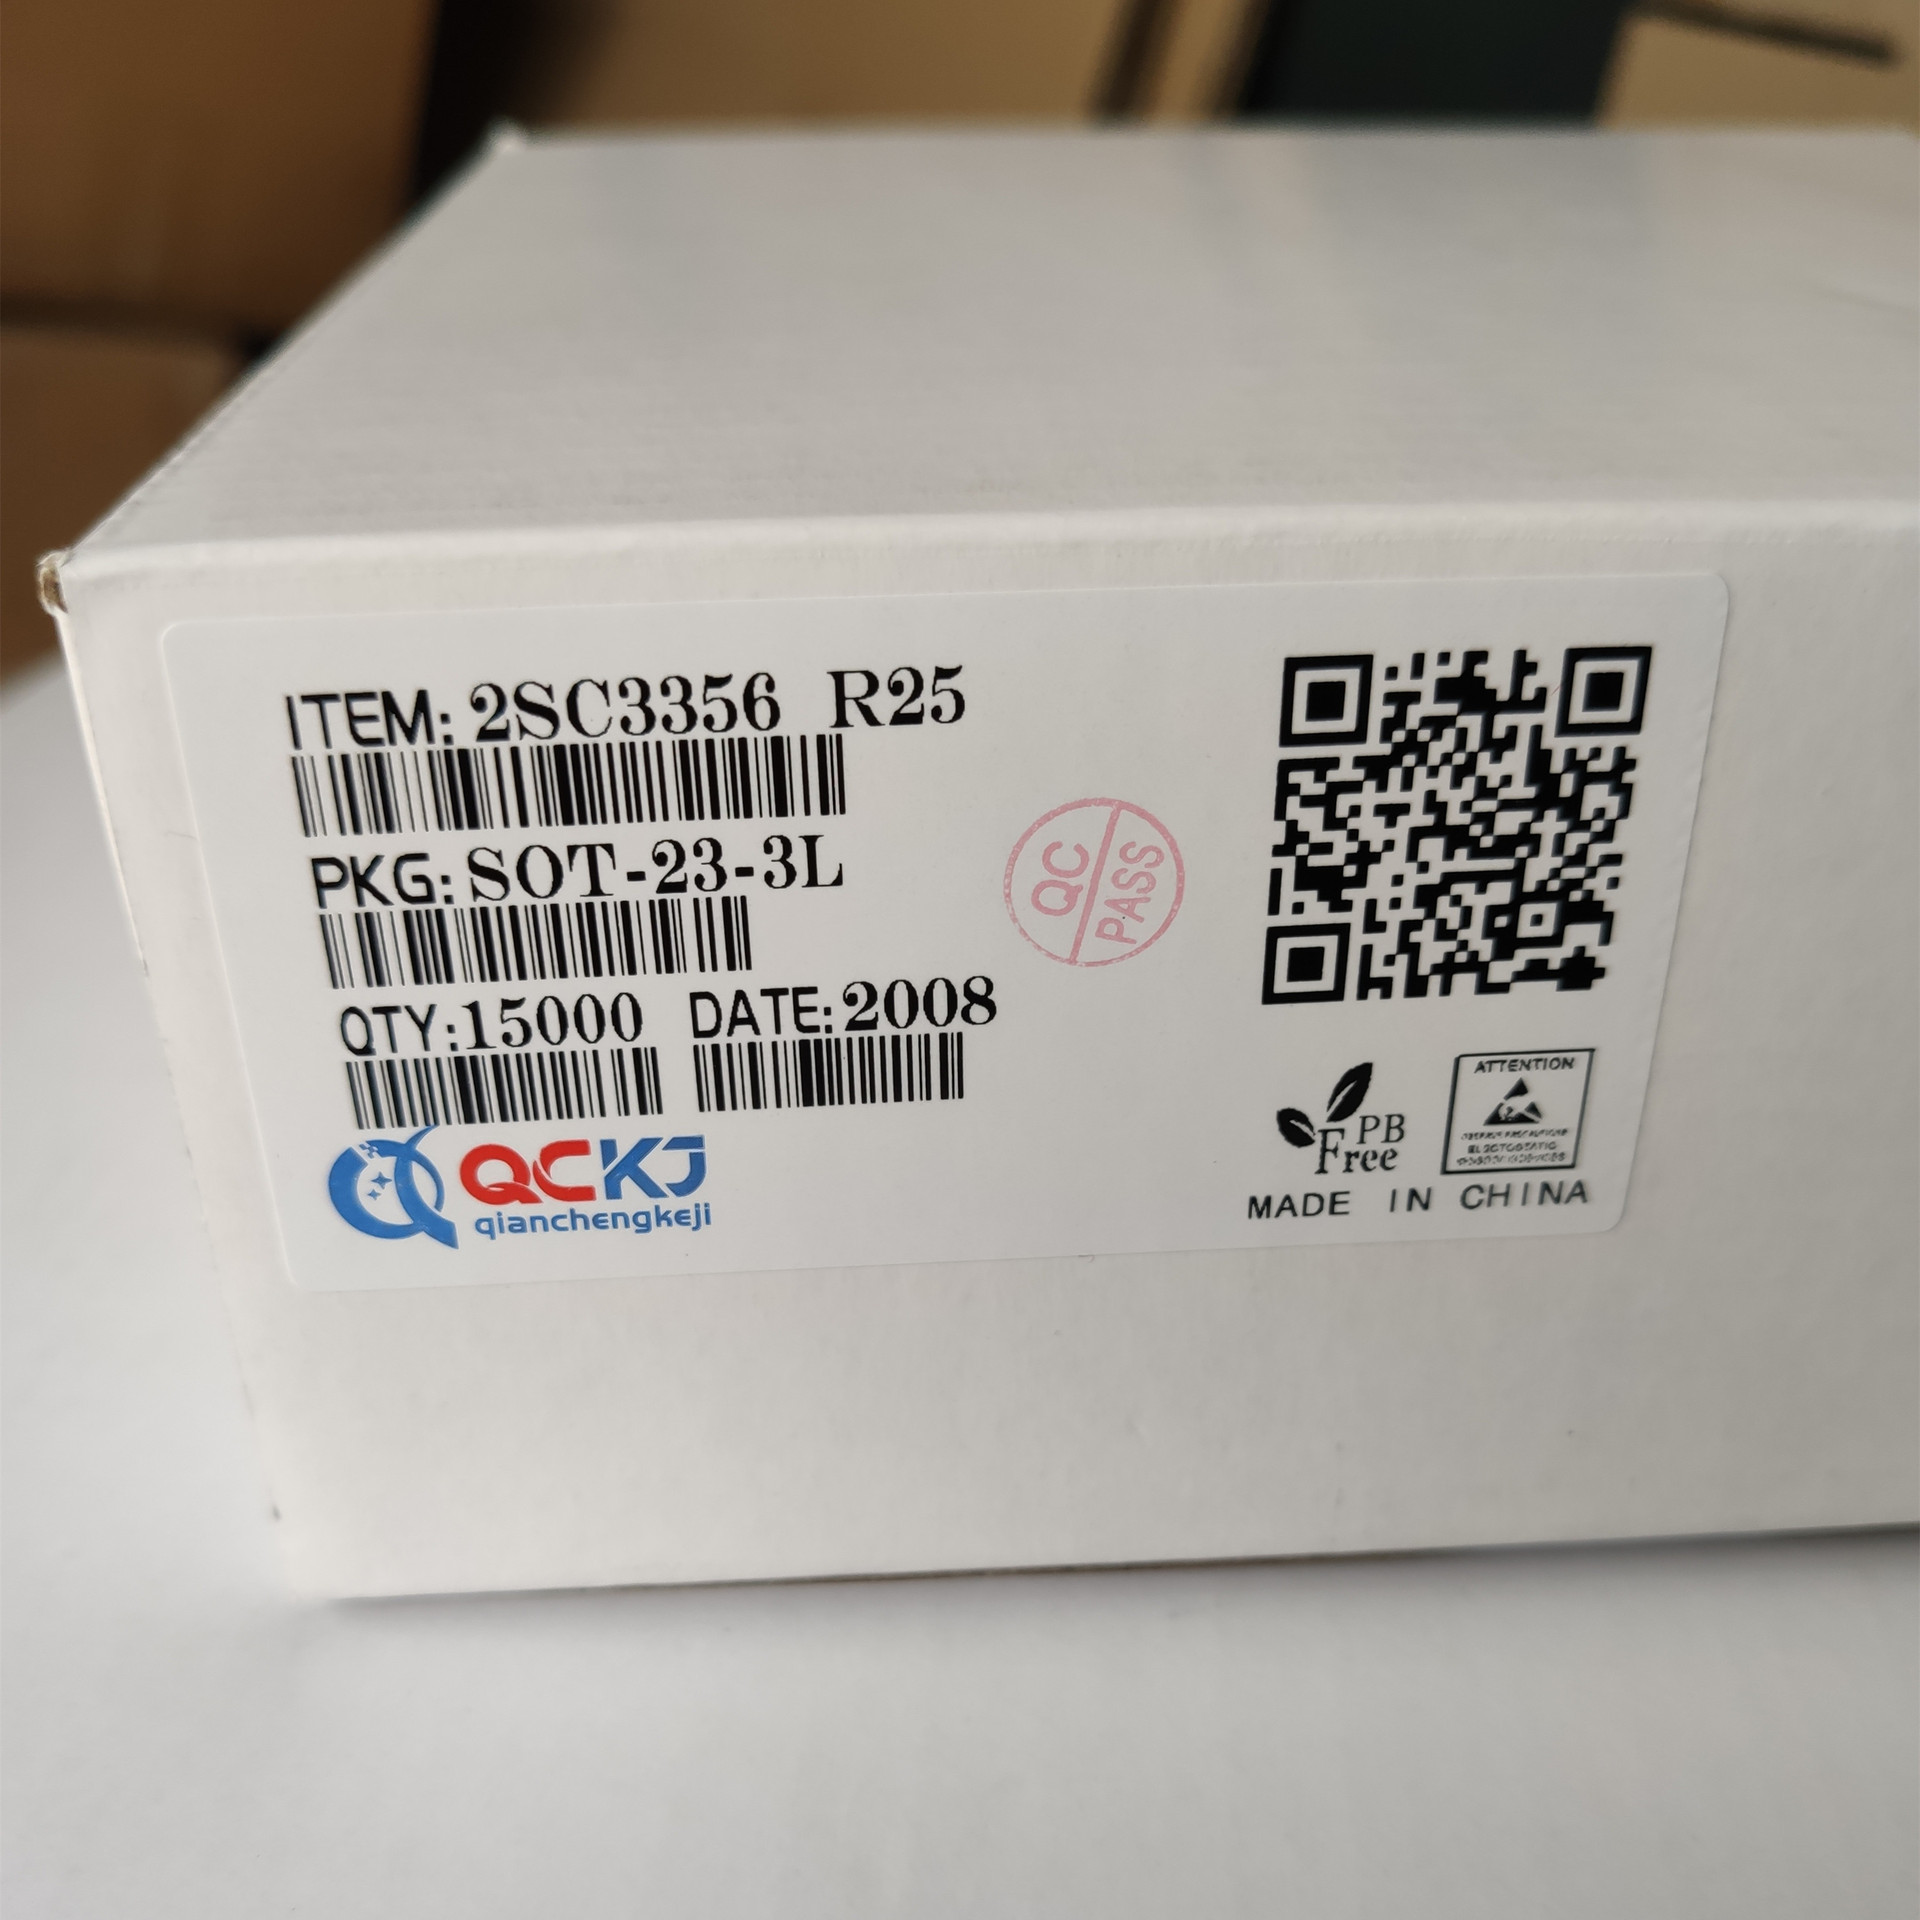 ITEM: 2SC3356 R25
PKG: SOT-23-3L
QTY:15000 DATE:2008
QCKJ
qianchengkeji
QC
PASS
PB
Free
ATTENTION
MADE IN CHINA